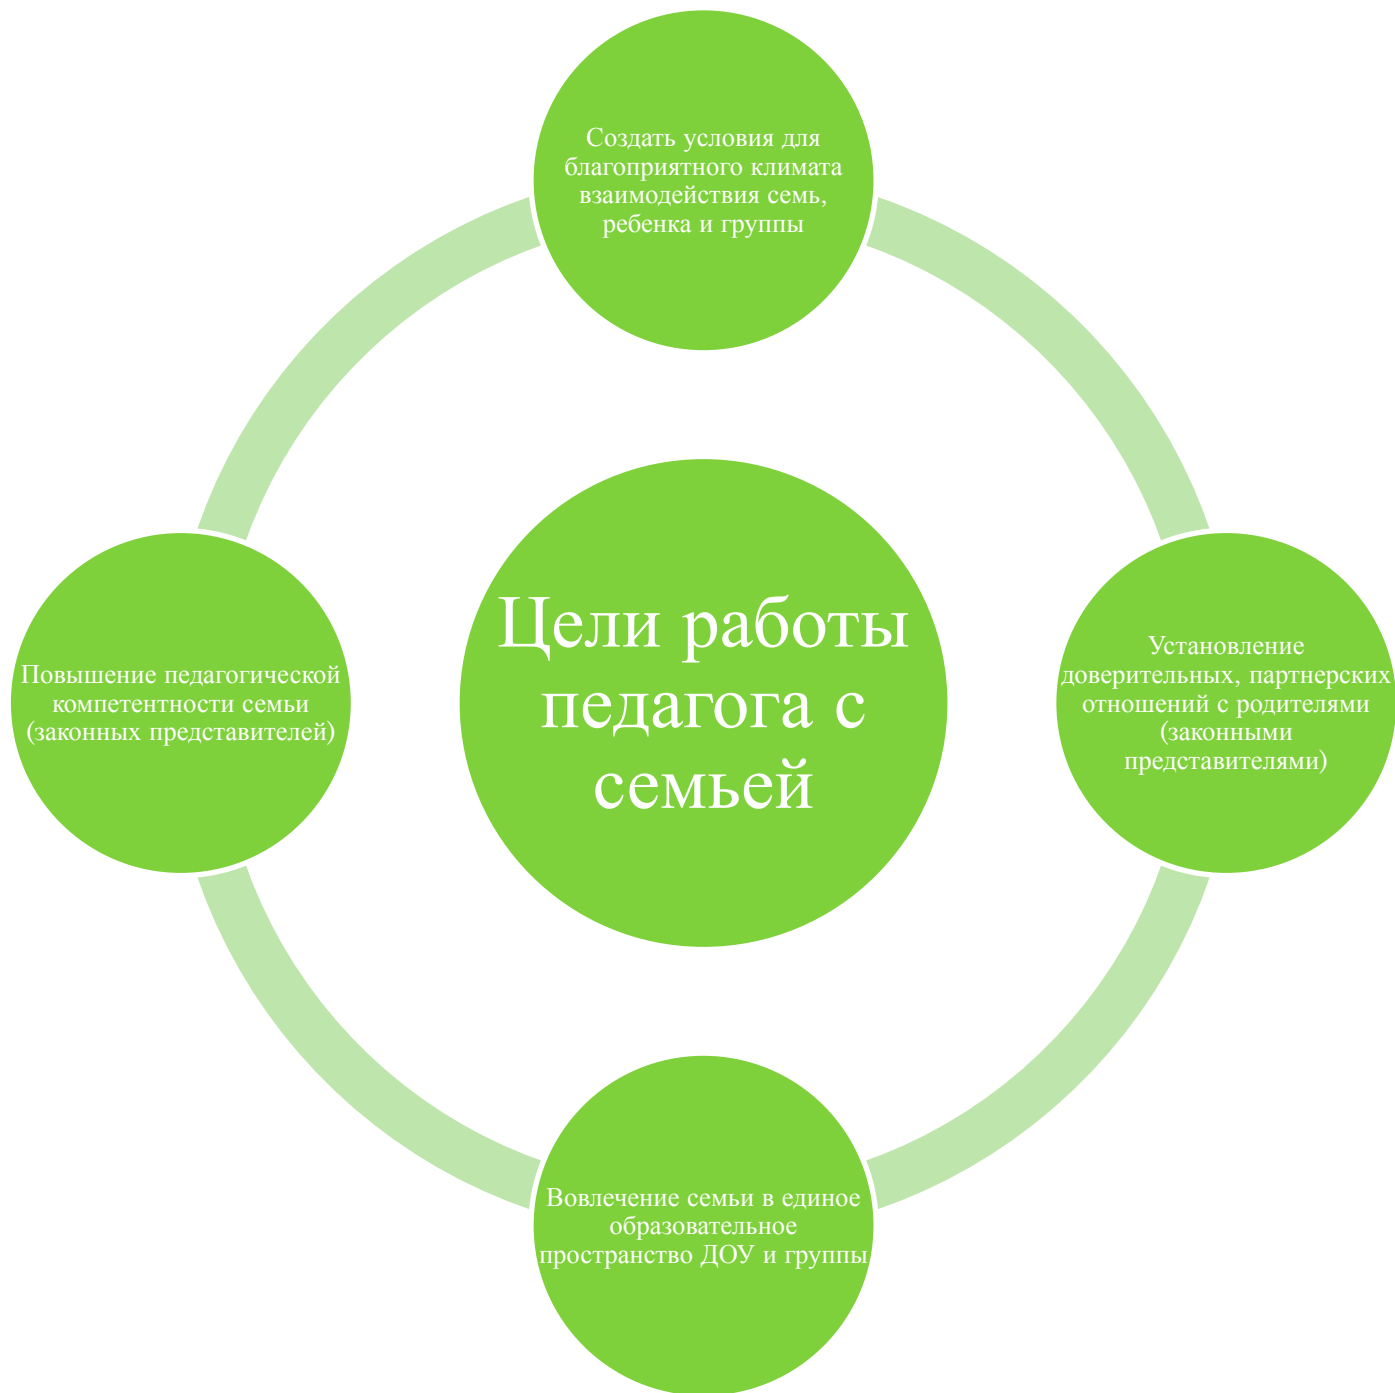 Создать условия для
благоприятного климата
взаимодействия семь,
ребенка и группы
Цели работы
педагога с
семьей
Повышение педагогической
компетентности семьи
(законных представителей)
Установление
доверительных, партнерских
отношений с родителями
(законными
представителями)
Вовлечение семьи в единое
образовательное
пространство ДОУ и группы